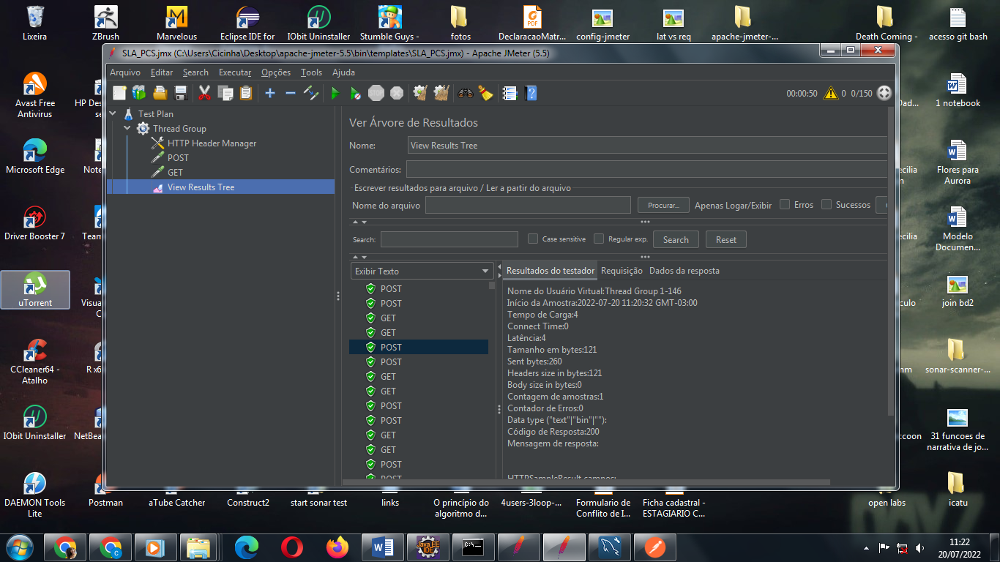 Lixeira
ZBrush
Marvelous
Eclipse IDE for
IObit Uninstaller
Stumble Guys -
fotos
DeclaracaoMatr...
config-jmeter
lat vs req
apache-jmeter-...
Death Coming -
acesso git bash
SLA_PCS.jmx (C:\Users\Cicinha\Desktop\apache-jmeter-5.5\bin\templates\SLA_PCS.jmx) - Apache JMeter (5.5)
Arquivo Editar Search Executar Opções Tools Ajuda
STOP
00:00:50 0 0/150
Avast Free
Antivirus
HP Des
se
Dad...
1 notebook
Test Plan
Thread Group
HTTP Header Manager
POST
GET
View Results Tree
Ver Árvore de Resultados
Nome: View Results Tree
Comentários:
Escrever resultados para arquivo / Ler a partir do arquivo
Nome do arquivo Procurar... Apenas Logar/Exibir Erros Sucessos
Search: Case sensitive Regular exp. Search Reset
Exibir Texto
POST
POST
GET
GET
POST
POST
GET
GET
POST
POST
GET
GET
POST
POST
Resultados do testador Requisição Dados da resposta
Nome do Usuário Virtual:Thread Group 1-146
Início da Amostra:2022-07-20 11:20:32 GMT-03:00
Tempo de Carga:4
Connect Time:0
Latência:4
Tamanho em bytes:121
Sent bytes:260
Headers size in bytes:121
Body size in bytes:0
Contagem de amostras:1
Contador de Erros:0
Data type ("text"|"bin"|""):
Código de Resposta:200
Mensagem de resposta:
HTTPSampleResult campos:
Microsoft Edge
Note
cilia
m
Flores para
Aurora
Driver Booster 7
Team
ecilia
Modelo
Documen...
uTorrent
Visua
C
culo
join bd2
CCleaner64 -
Atalho
R x6
nm
sonar-scanner-...
IObit Uninstaller
NetBea
ccoon
31 funcoes de
narrativa de jo...
DAEMON Tools
Lite
Postman
aTube Catcher
Construct2
start sonar test
links
O princípio do
algoritmo d...
4users-3loop-...
Formulario de
Conflito de I...
Ficha cadastral -
ESTAGIARIO C...
open labs
icatu
Java EE
IDE
C:\_
11:22
20/07/2022